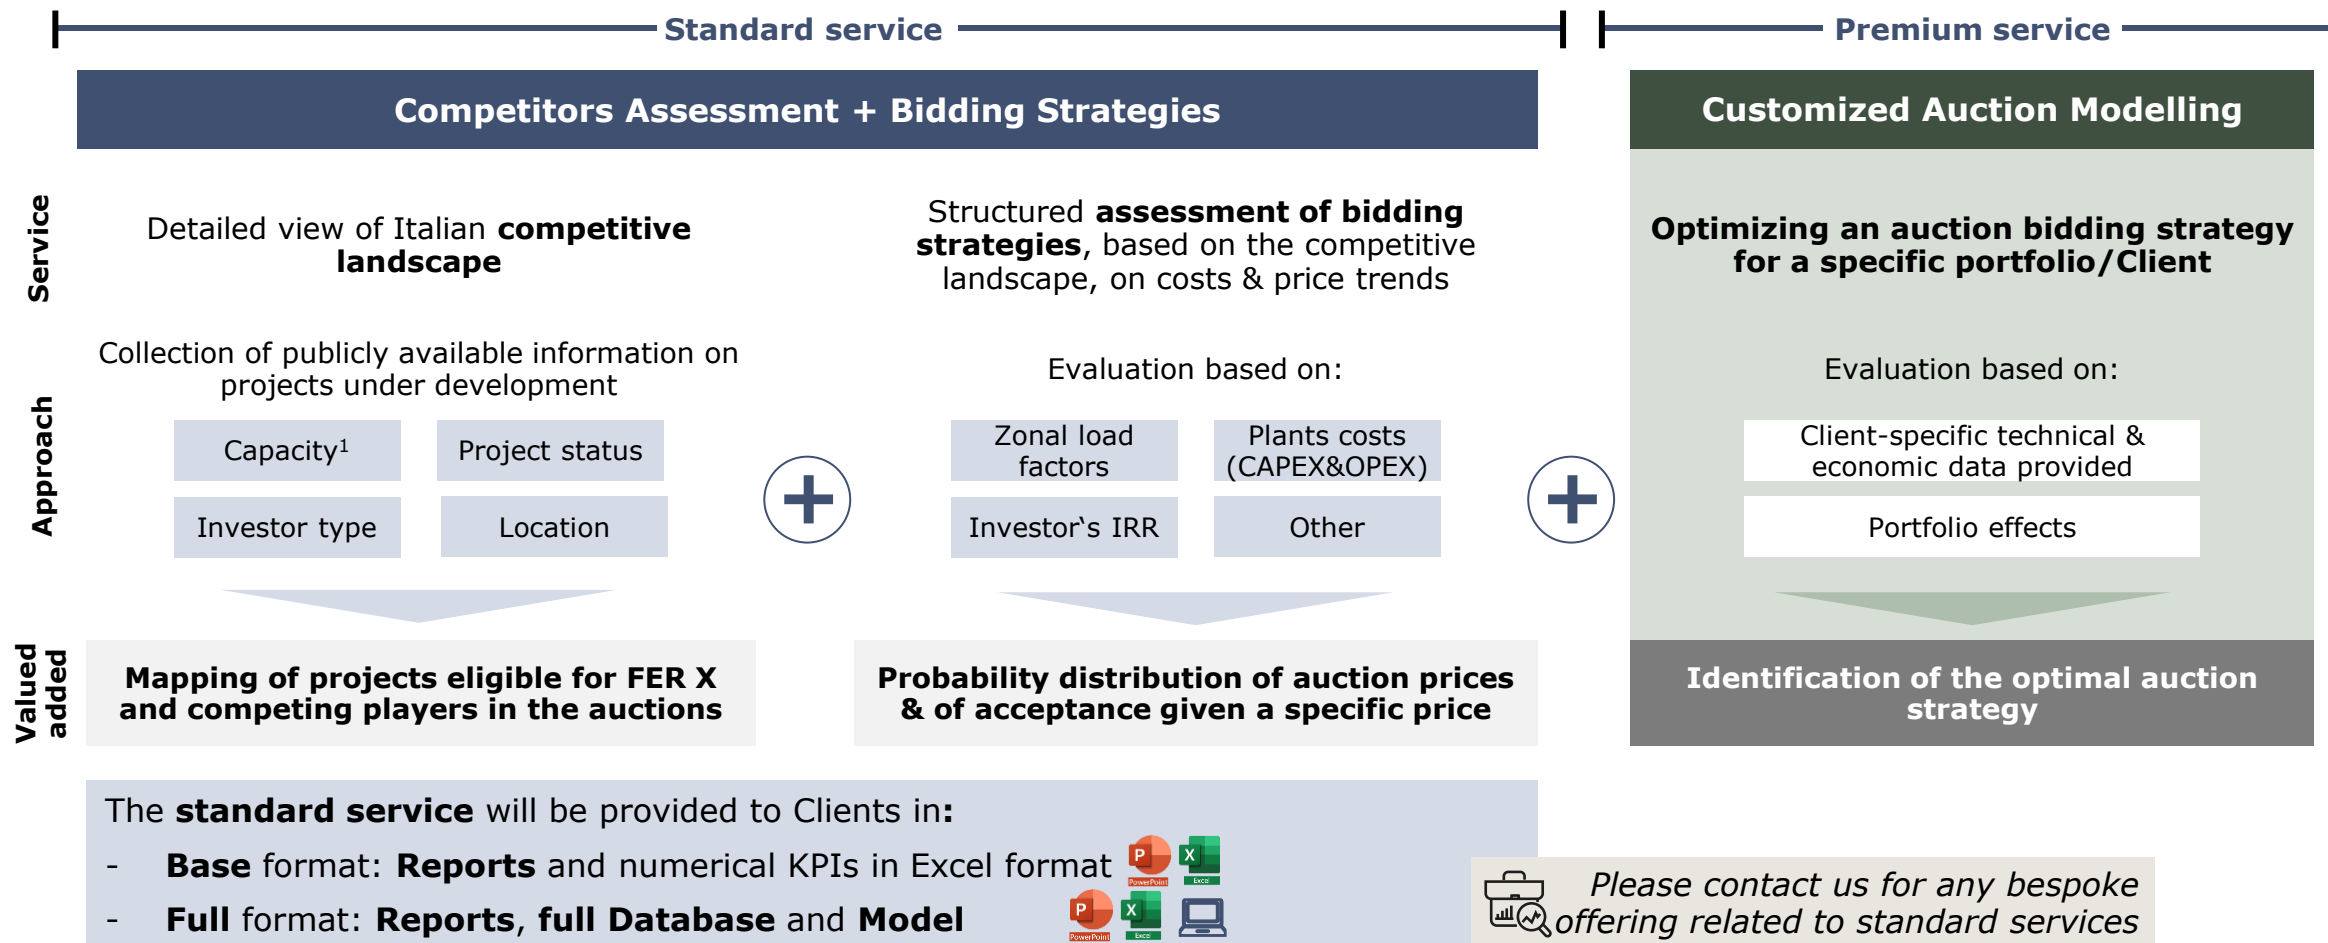 Standard service
Premium service
Competitors Assessment + Bidding Strategies
Customized Auction Modelling
Service
Detailed view of Italian competitive
landscape
Structured assessment of bidding
strategies, based on the competitive
landscape, on costs & price trends
Optimizing an auction bidding strategy
for a specific portfolio/Client
Approach
Collection of publicly available information on
projects under development
Capacity¹
Project status
Investor type
Location
Evaluation based on:
Zonal load
factors
Plants costs
(CAPEX&OPEX)
Investor‘s IRR
Other
Evaluation based on:
Client-specific technical &
economic data provided
Portfolio effects
Valued
added
Mapping of projects eligible for FER X
and competing players in the auctions
Probability distribution of auction prices
& of acceptance given a specific price
Identification of the optimal auction
strategy
The standard service will be provided to Clients in:
- Base format: Reports and numerical KPIs in Excel format
P
PowerPoint
X
Excel
- Full format: Reports, full Database and Model
P
PowerPoint
X
Excel
Please contact us for any bespoke
offering related to standard services